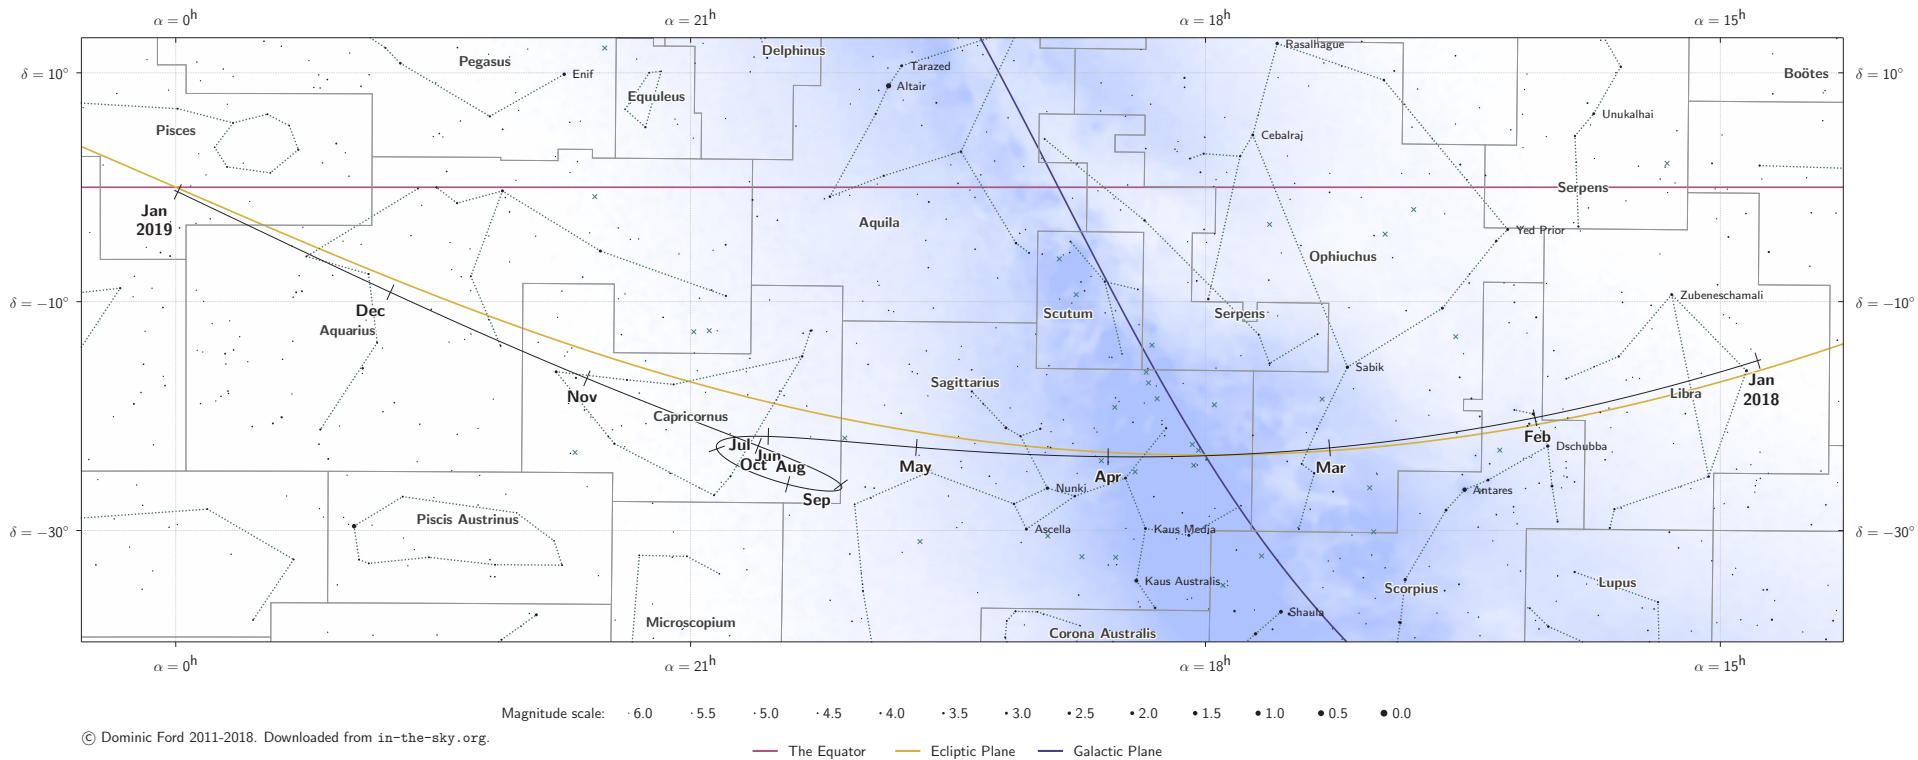 α = 0h α = 21h α = 18h α = 15h
Delphinus
Rasalhague
Pegasus
Tarazed
δ = 10° Enif Boötes δ = 10°
Altair
Equuleus
Unukalhai
Pisces
Cebalraj
Serpens
Jan
2019
Aquila
Yed Prior
Ophiuchus
Zubeneschamali
δ = −10° δ = −10°
Dec
Scutum Serpens
Aquarius
Sabik
Jan
2018
Sagittarius
Libra
Nov
Capricornus
Feb
Jul
Jun
Dschubba
Oct Aug May Mar
Apr
Nunki Antares
Sep
Piscis Austrinus
Ascella Kaus Media
δ = −30° δ = −30°
Kaus Australis Scorpius Lupus
Shaula
Microscopium
Corona Australis
α = 0h α = 21h α = 18h α = 15h
Magnitude scale: 6.0 5.5 5.0 4.5 4.0 3.5 3.0 2.5 2.0 1.5 1.0 0.5 0.0
© Dominic Ford 2011-2018. Downloaded from in-the-sky.org.
The Equator Ecliptic Plane Galactic Plane